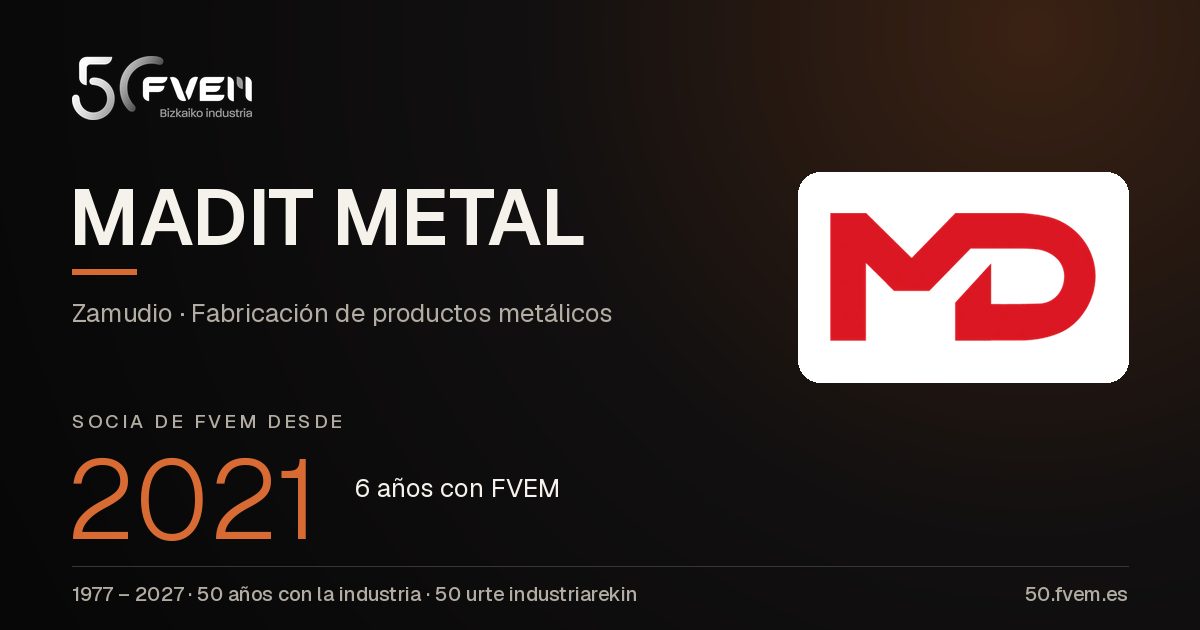 50 FVEM
Bizkaiko industria
MADIT METAL
MD
Zamudio · Fabricación de productos metálicos
SOCIA DE FVEM DESDE
2021
6 años con FVEM
1977 – 2027 · 50 años con la industria · 50 urte industriarekin
50.fvem.es